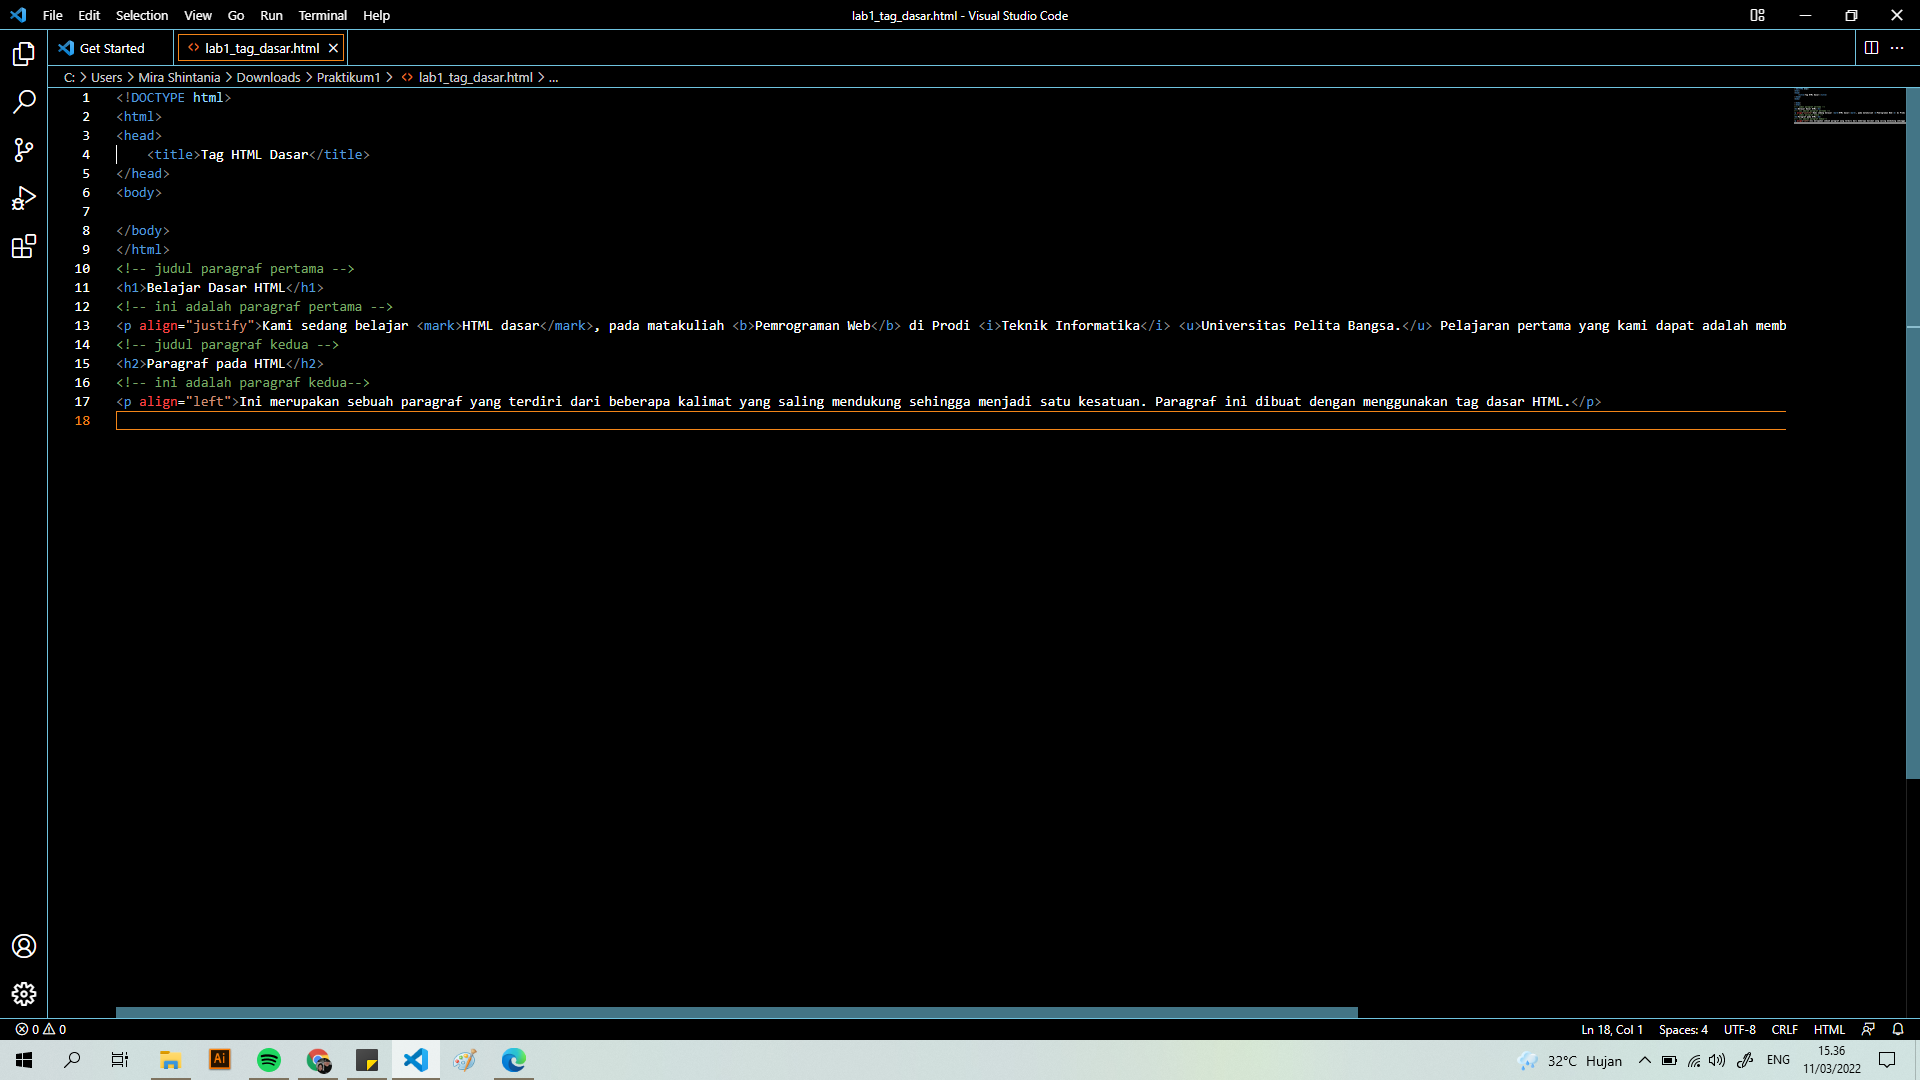 File Edit Selection View Go Run Terminal Help
lab1_tag_dasar.html - Visual Studio Code
Get Started
lab1_tag_dasar.html
C: > Users > Mira Shintania > Downloads > Praktikum1 > lab1_tag_dasar.html > ...
1 <!DOCTYPE html>
2 <html>
3 <head>
4 <title>Tag HTML Dasar</title>
5 </head>
6 <body>
7
8 </body>
9 </html>
10 <!-- judul paragraf pertama -->
11 <h1>Belajar Dasar HTML</h1>
12 <!-- ini adalah paragraf pertama -->
13 <p align="justify">Kami sedang belajar <mark>HTML dasar</mark>, pada matakuliah <b>Pemrograman Web</b> di Prodi <i>Teknik Informatika</i> <u>Universitas Pelita Bangsa.</u> Pelajaran pertama yang kami dapat adalah memb
14 <!-- judul paragraf kedua -->
15 <h2>Paragraf pada HTML</h2>
16 <!-- ini adalah paragraf kedua-->
17 <p align="left">Ini merupakan sebuah paragraf yang terdiri dari beberapa kalimat yang saling mendukung sehingga menjadi satu kesatuan. Paragraf ini dibuat dengan menggunakan tag dasar HTML.</p>
18
0 0
Ln 18, Col 1 Spaces: 4 UTF-8 CRLF HTML
Ai
32°C Hujan
ENG
15.36
11/03/2022